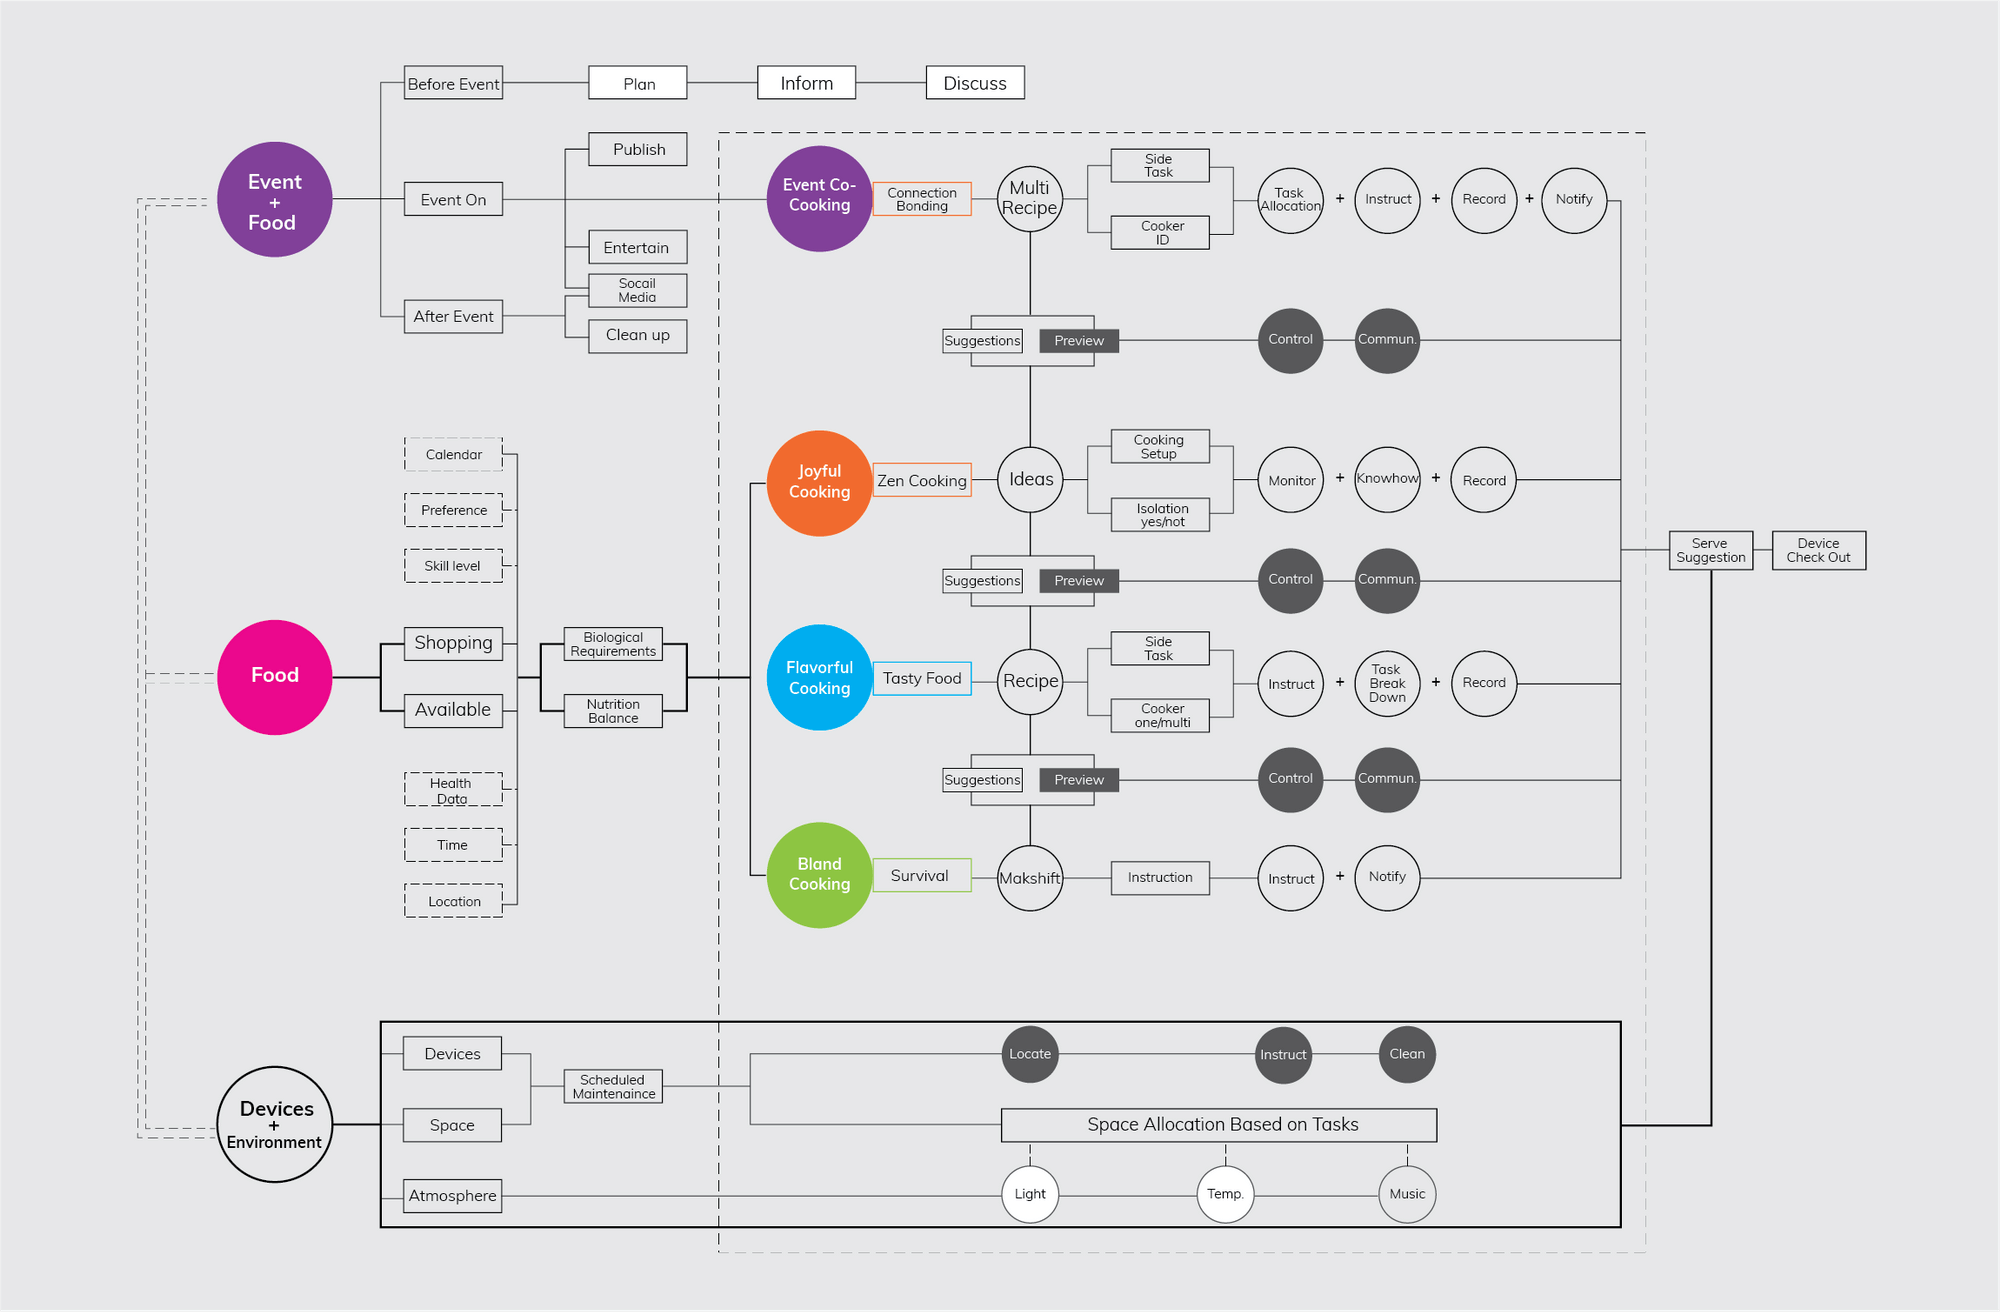 Before Event
Plan
Inform
Discuss
Event
+
Food
Event On
After Event
Publish
Entertain
Socail
Media
Clean up
Event Co-
Cooking
Connection
Bonding
Multi
Recipe
Side
Task
Cooker
ID
Task
Allocation
+
Instruct
+
Record
+
Notify
Suggestions
Preview
Control
Commun.
Calendar
Preference
Skill level
Food
Shopping
Available
Health
Data
Time
Location
Biological
Requirements
Nutrition
Balance
Joyful
Cooking
Zen Cooking
Ideas
Cooking
Setup
Isolation
yes/not
Monitor
+
Knowhow
+
Record
Suggestions
Preview
Control
Commun.
Serve
Suggestion
Device
Check Out
Flavorful
Cooking
Tasty Food
Recipe
Side
Task
Cooker
one/multi
Instruct
+
Task
Break
Down
+
Record
Suggestions
Preview
Control
Commun.
Bland
Cooking
Survival
Makshift
Instruction
Instruct
+
Notify
Devices
+
Environment
Devices
Space
Atmosphere
Scheduled
Maintenaince
Locate
Instruct
Clean
Space Allocation Based on Tasks
Light
Temp.
Music